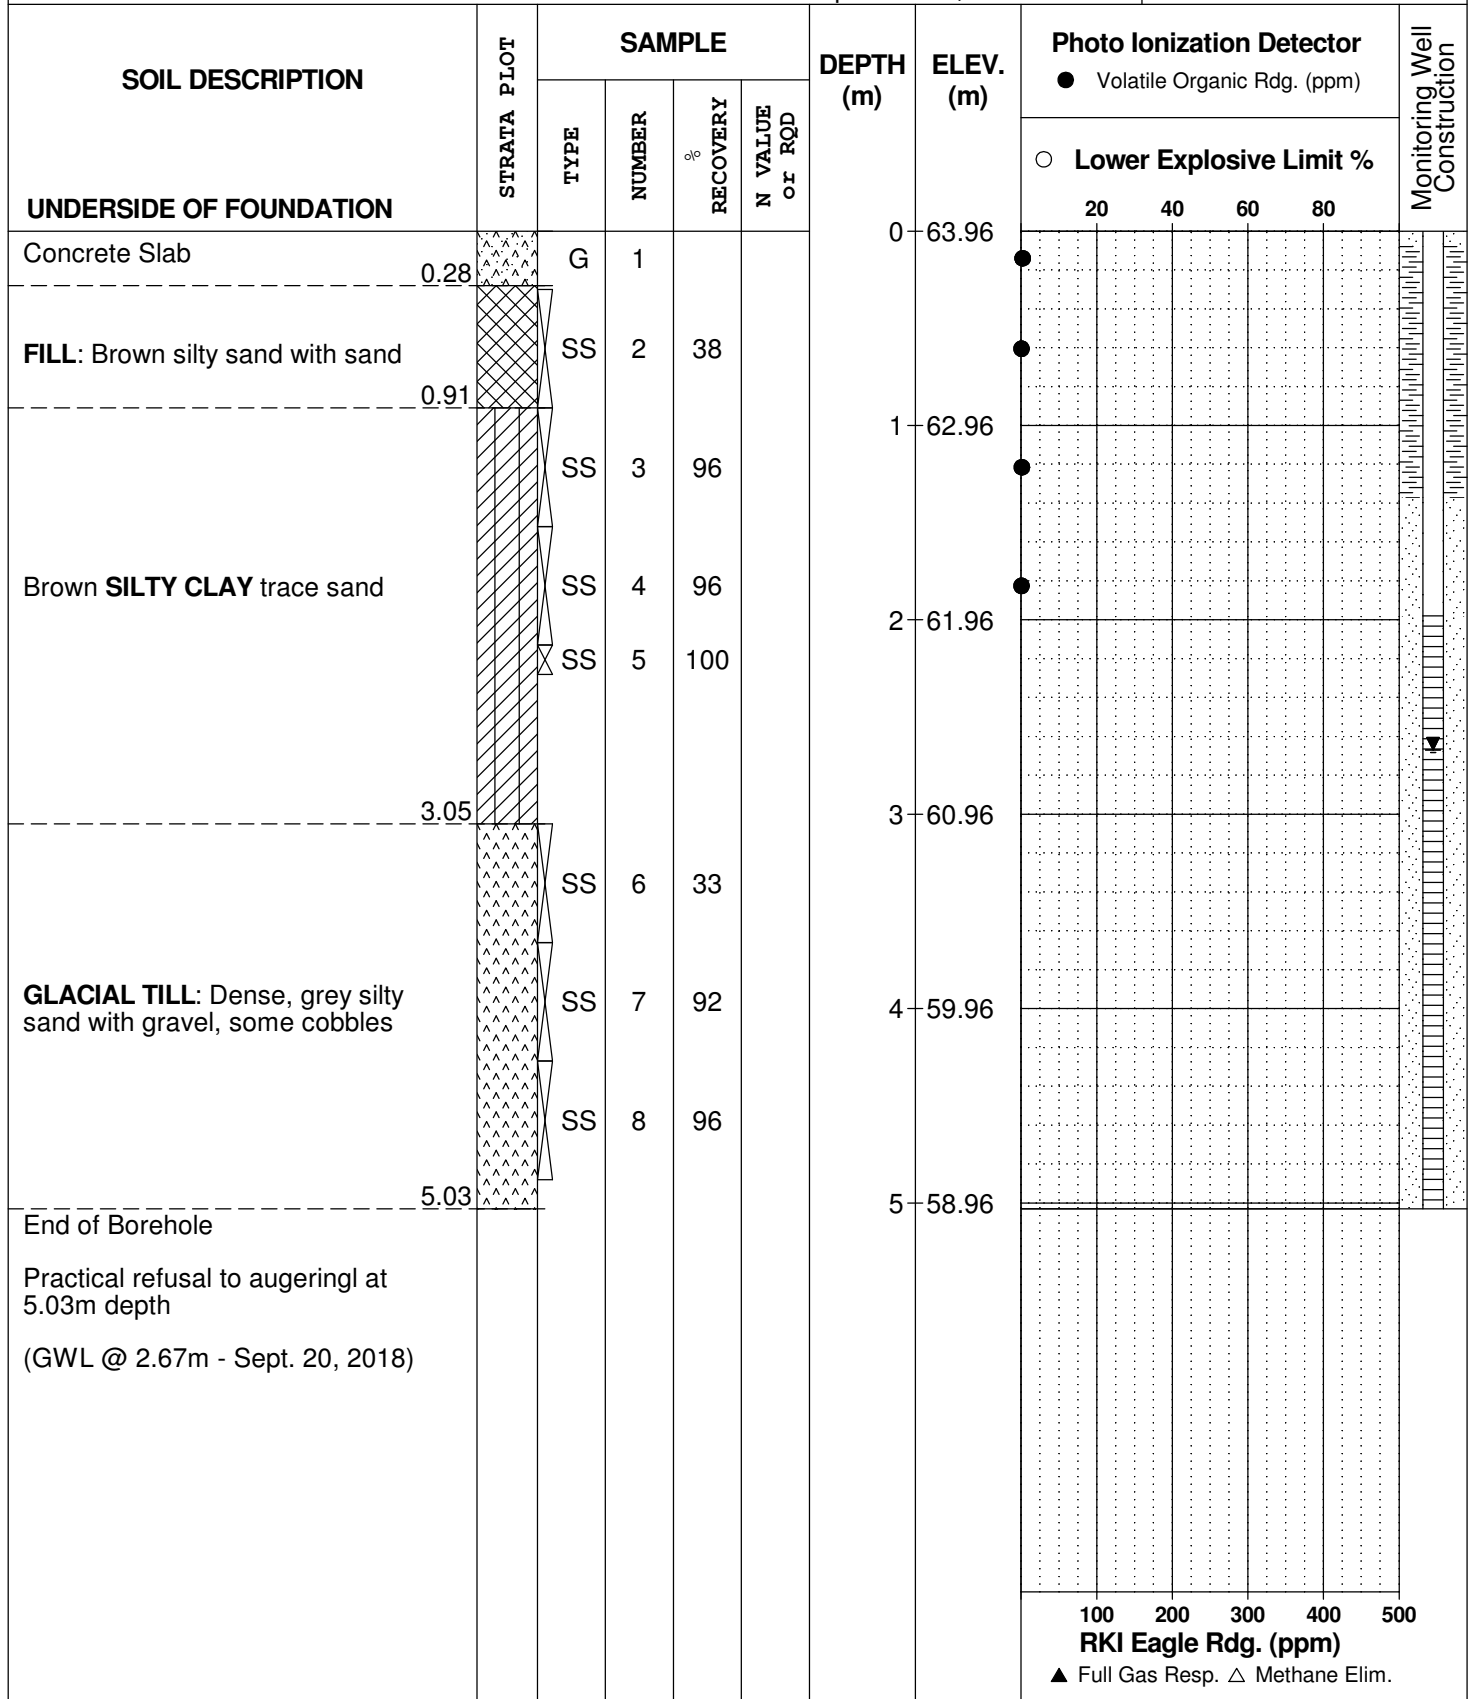 SOIL DESCRIPTION
UNDERSIDE OF FOUNDATION
STRATA PLOT
SAMPLE
TYPE
NUMBER
%
RECOVERY
N VALUE
or RQD
DEPTH
(m)
ELEV.
(m)
Photo Ionization Detector
● Volatile Organic Rdg. (ppm)
○ Lower Explosive Limit %
20 40 60 80
Monitoring Well
Construction
0 63.96
Concrete Slab
0.28
G 1
FILL: Brown silty sand with sand
SS 2 38
0.91
1 62.96
SS 3 96
Brown SILTY CLAY trace sand
SS 4 96
2 61.96
SS 5 100
3.05
3 60.96
SS 6 33
GLACIAL TILL: Dense, grey silty
sand with gravel, some cobbles
SS 7 92
4 59.96
SS 8 96
5.03
5 58.96
End of Borehole
Practical refusal to augeringl at
5.03m depth
(GWL @ 2.67m - Sept. 20, 2018)
100 200 300 400 500
RKI Eagle Rdg. (ppm)
▲ Full Gas Resp. △ Methane Elim.